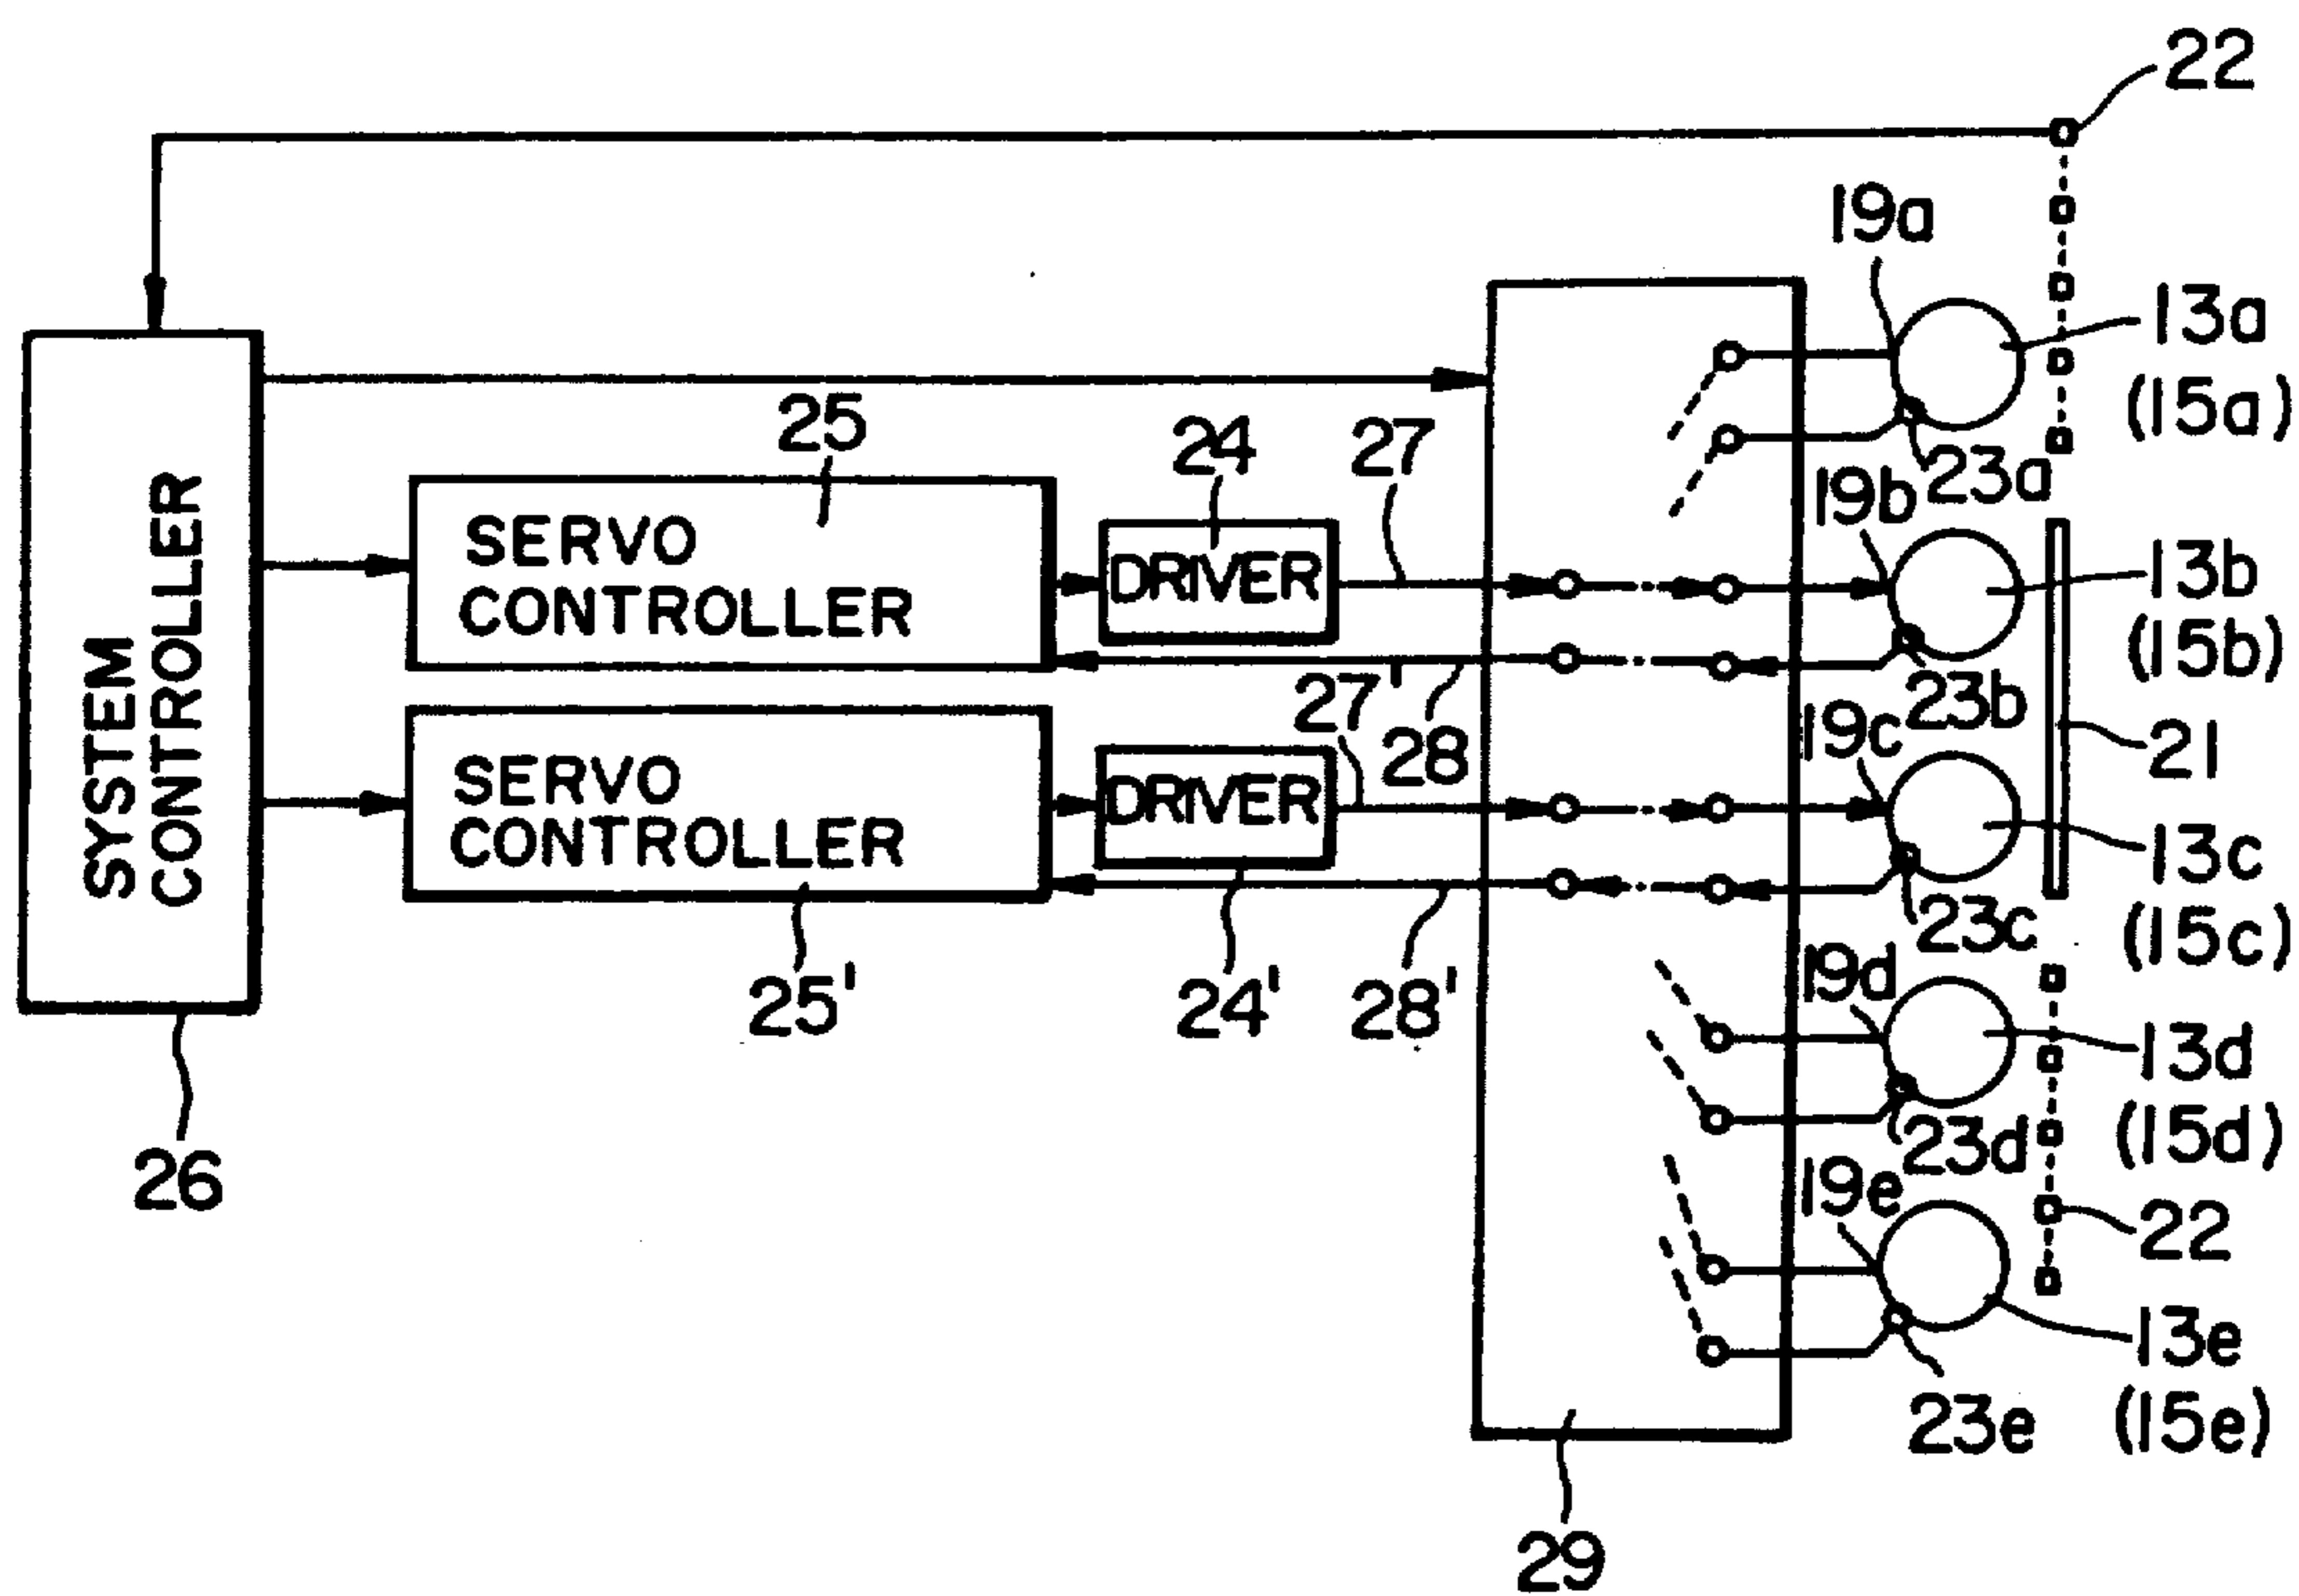 22
19a
13a
(15a)
25
24
27
23a
19b
SERVO
CONTROLLER
DRIVER
13b
(15b)
27'
28
23b
19c
21
SYSTEM
CONTROLLER
SERVO
CONTROLLER
DRIVER
13c
(15c)
23c
19d
25'
24'
28'
13d
(15d)
23d
26
19e
22
13e
(15e)
23e
29